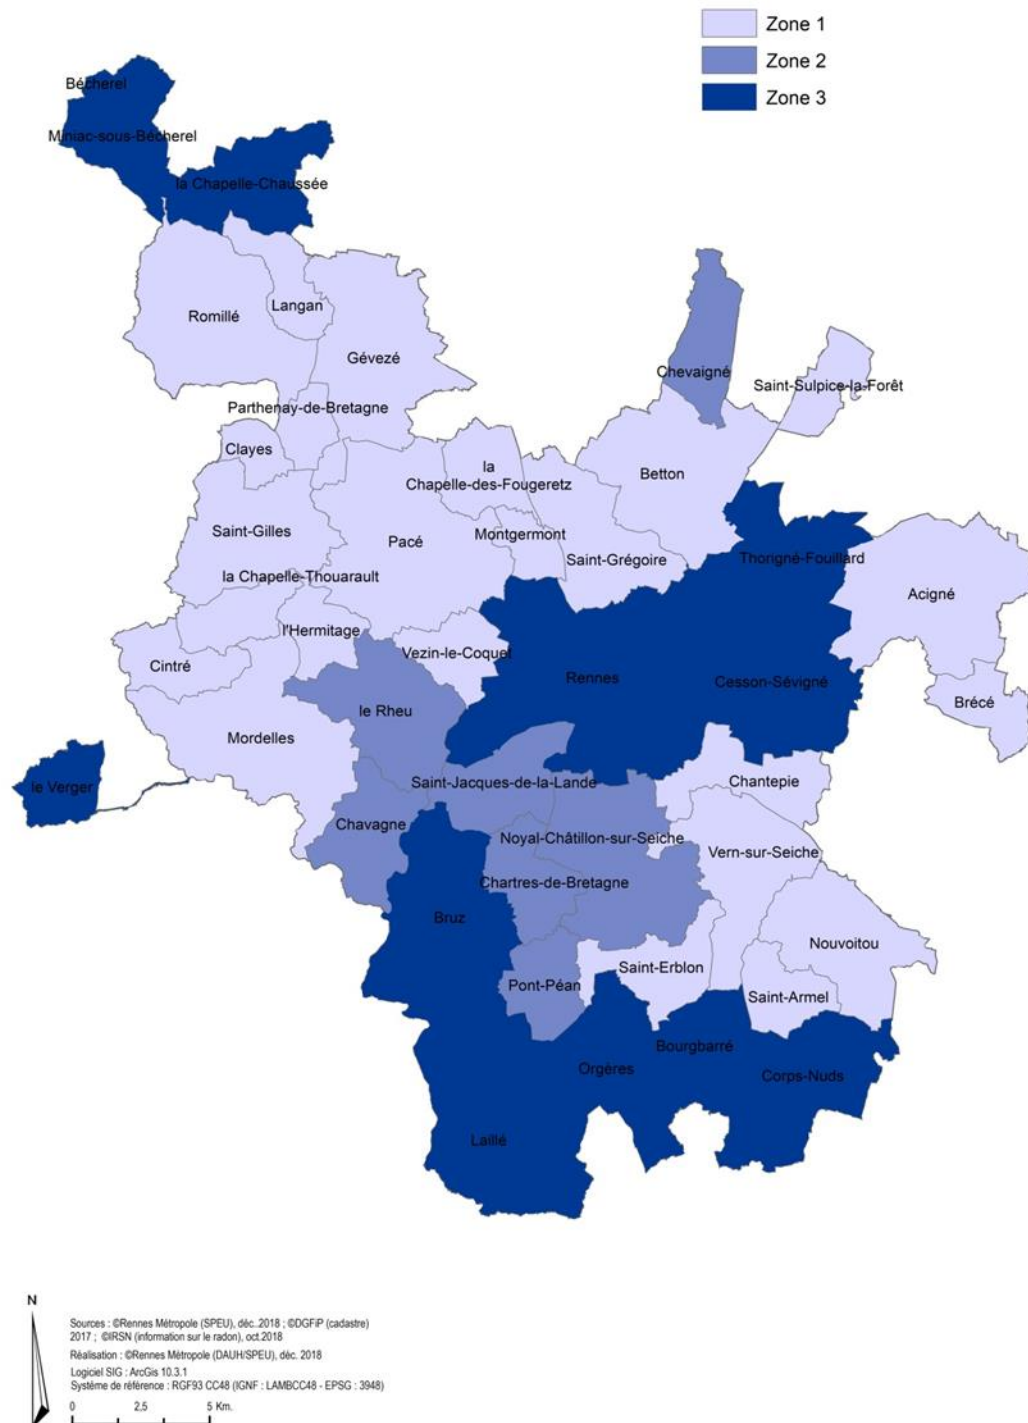 Zone 1
Zone 2
Zone 3
Bécherel
Miniac-sous-Bécherel
la Chapelle-Chaussée
Langan
Romillé
Gévezé
Chevaigné
Saint-Sulpice-la-Forêt
Parthenay-de-Bretagne
Clayes
la
Chapelle-des-Fougeretz
Betton
Saint-Gilles
Pacé
Montgermont
Saint-Grégoire
Thorigné-Fouillard
la Chapelle-Thouarault
Acigné
l'Hermitage
Vezin-le-Coquet
Cintré
Rennes
Cesson-Sévigné
Brécé
le Rheu
Mordelles
le Verger
Saint-Jacques-de-la-Lande
Chantepie
Chavagne
Noyal-Châtillon-sur-Seiche
Vern-sur-Seiche
Chartres-de-Bretagne
Bruz
Nouvoitou
Saint-Erblon
Pont-Péan
Saint-Armel
Bourgbarré
Orgères
Corps-Nuds
Laillé
N
Sources : ©Rennes Métropole (SPEU), déc..2018 ; ©DGFiP (cadastre)
2017 ; ©IRSN (information sur le radon), oct.2018
Réalisation : ©Rennes Métropole (DAUH/SPEU), déc. 2018
Logiciel SIG : ArcGis 10.3.1
Système de référence : RGF93 CC48 (IGNF : LAMBCC48 - EPSG : 3948)
0 2,5 5 Km.